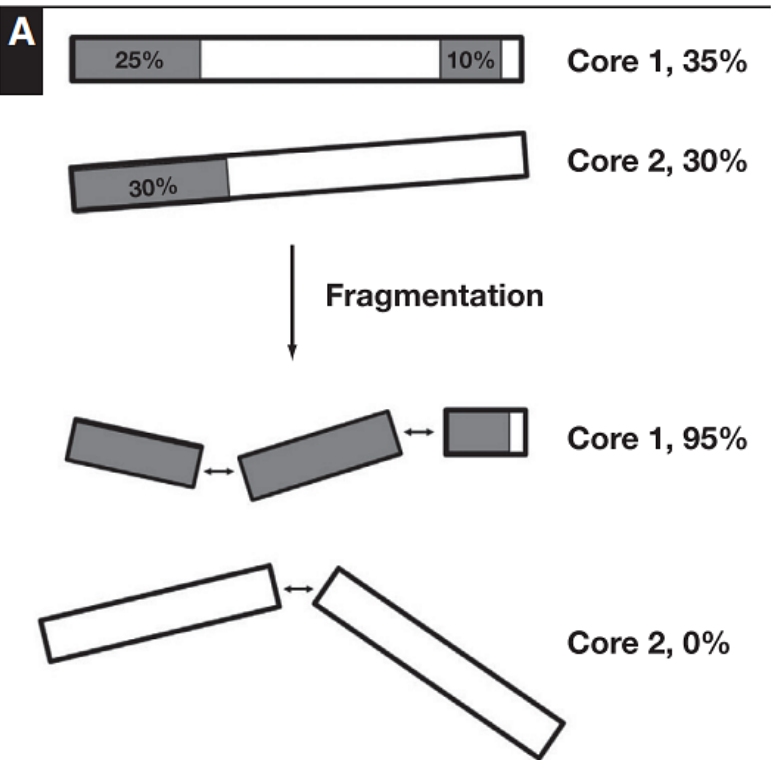 A
25%
10%
Core 1, 35%
30%
Core 2, 30%
Fragmentation
Core 1, 95%
Core 2, 0%